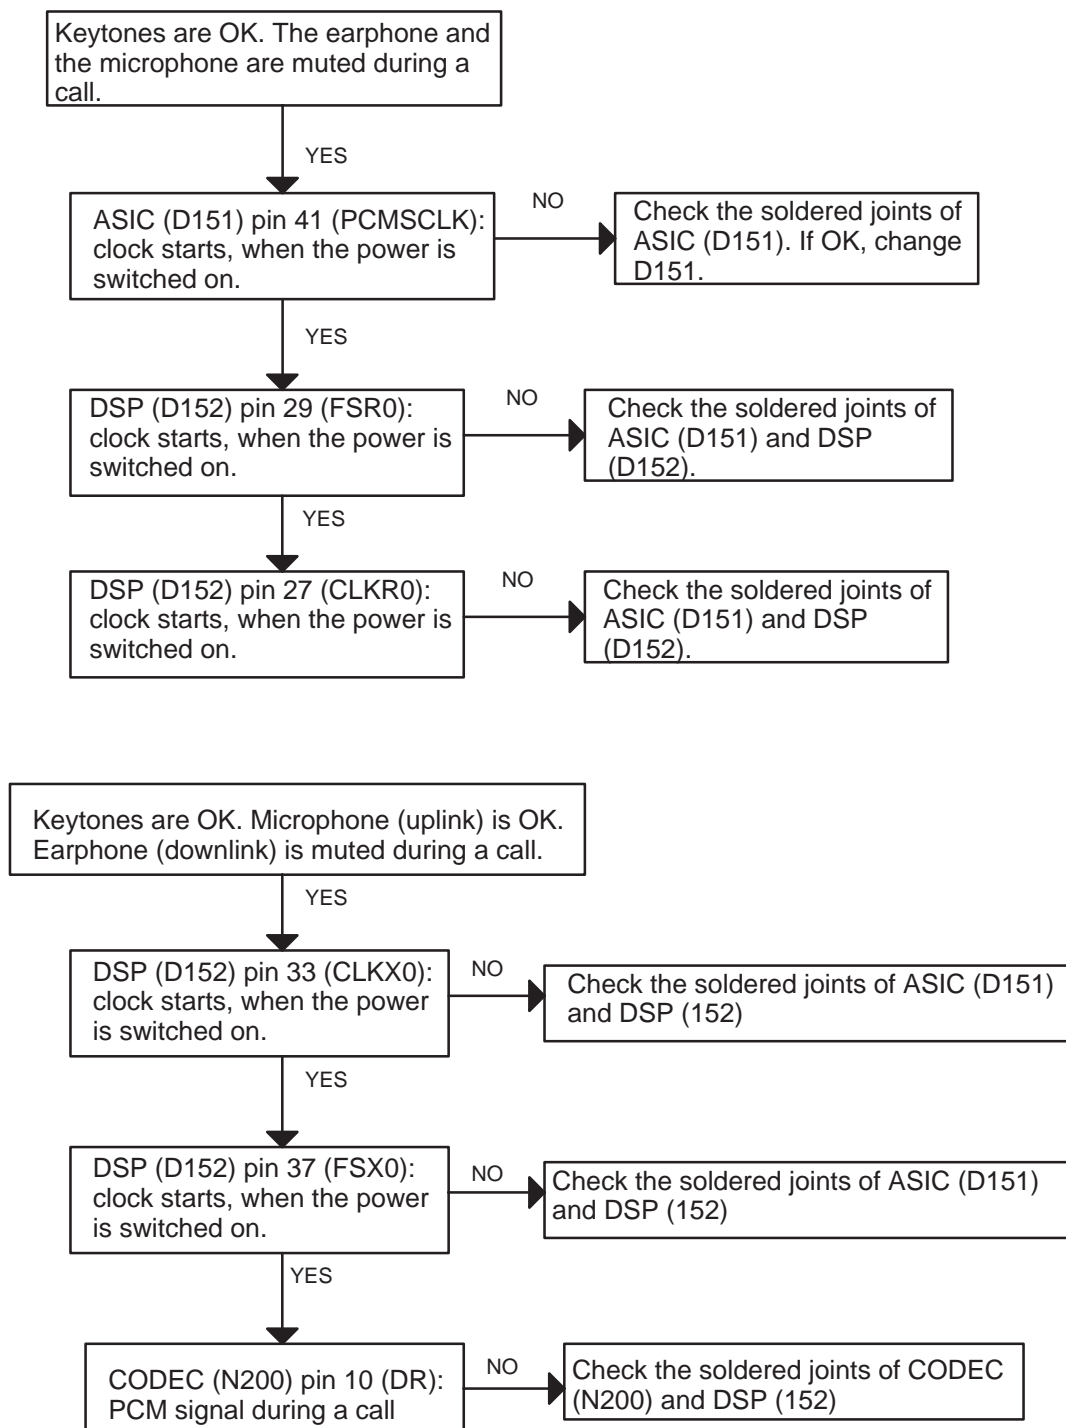 Keytones are OK. The earphone and
the microphone are muted during a
call.
YES
ASIC (D151) pin 41 (PCMSCLK):
clock starts, when the power is
switched on.
NO
Check the soldered joints of
ASIC (D151). If OK, change
D151.
YES
DSP (D152) pin 29 (FSR0):
clock starts, when the power is
switched on.
NO
Check the soldered joints of
ASIC (D151) and DSP
(D152).
YES
DSP (D152) pin 27 (CLKR0):
clock starts, when the power is
switched on.
NO
Check the soldered joints of
ASIC (D151) and DSP
(D152).
Keytones are OK. Microphone (uplink) is OK.
Earphone (downlink) is muted during a call.
YES
DSP (D152) pin 33 (CLKX0):
clock starts, when the power
is switched on.
NO
Check the soldered joints of ASIC (D151)
and DSP (152)
YES
DSP (D152) pin 37 (FSX0):
clock starts, when the power
is switched on.
NO
Check the soldered joints of ASIC (D151)
and DSP (152)
YES
CODEC (N200) pin 10 (DR):
PCM signal during a call
NO
Check the soldered joints of CODEC
(N200) and DSP (152)